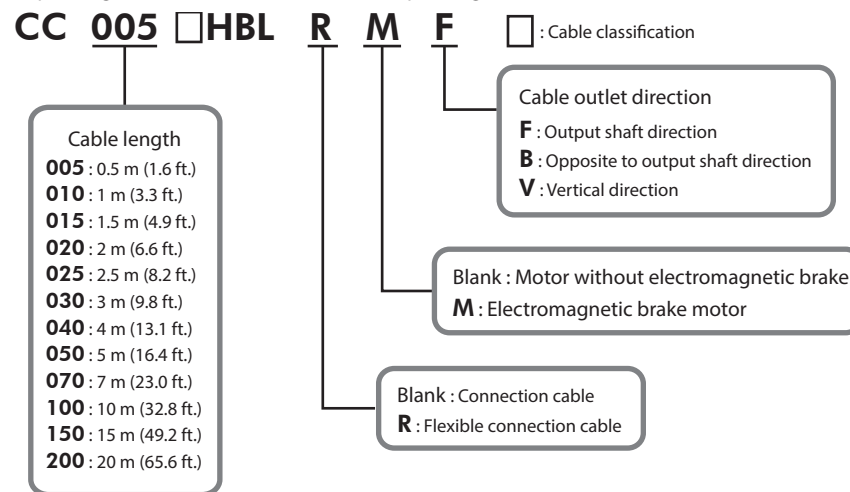 CC 005 □HBL R M F □ : Cable classification
Cable length
005 : 0.5 m (1.6 ft.)
010 : 1 m (3.3 ft.)
015 : 1.5 m (4.9 ft.)
020 : 2 m (6.6 ft.)
025 : 2.5 m (8.2 ft.)
030 : 3 m (9.8 ft.)
040 : 4 m (13.1 ft.)
050 : 5 m (16.4 ft.)
070 : 7 m (23.0 ft.)
100 : 10 m (32.8 ft.)
150 : 15 m (49.2 ft.)
200 : 20 m (65.6 ft.)
Cable outlet direction
F : Output shaft direction
B : Opposite to output shaft direction
V : Vertical direction
Blank : Motor without electromagnetic brake
M : Electromagnetic brake motor
Blank : Connection cable
R : Flexible connection cable